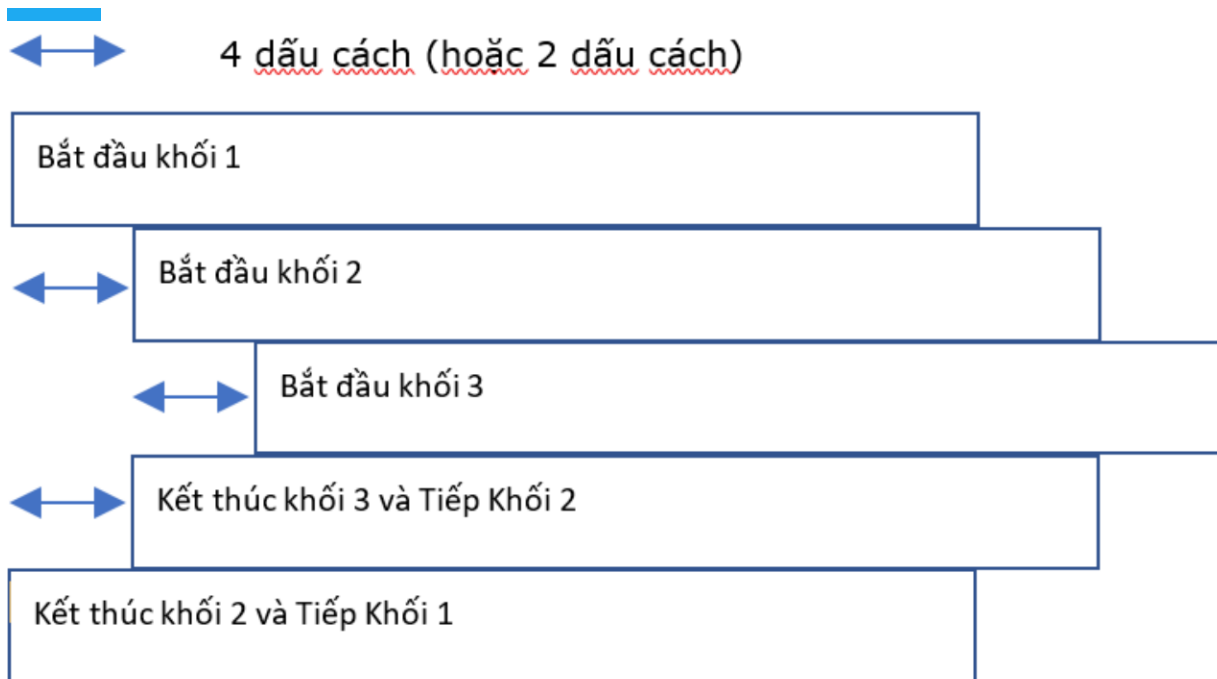 4 dấu cách (hoặc 2 dấu cách)
Bắt đầu khối 1
Bắt đầu khối 2
Bắt đầu khối 3
Kết thúc khối 3 và Tiếp Khối 2
Kết thúc khối 2 và Tiếp Khối 1